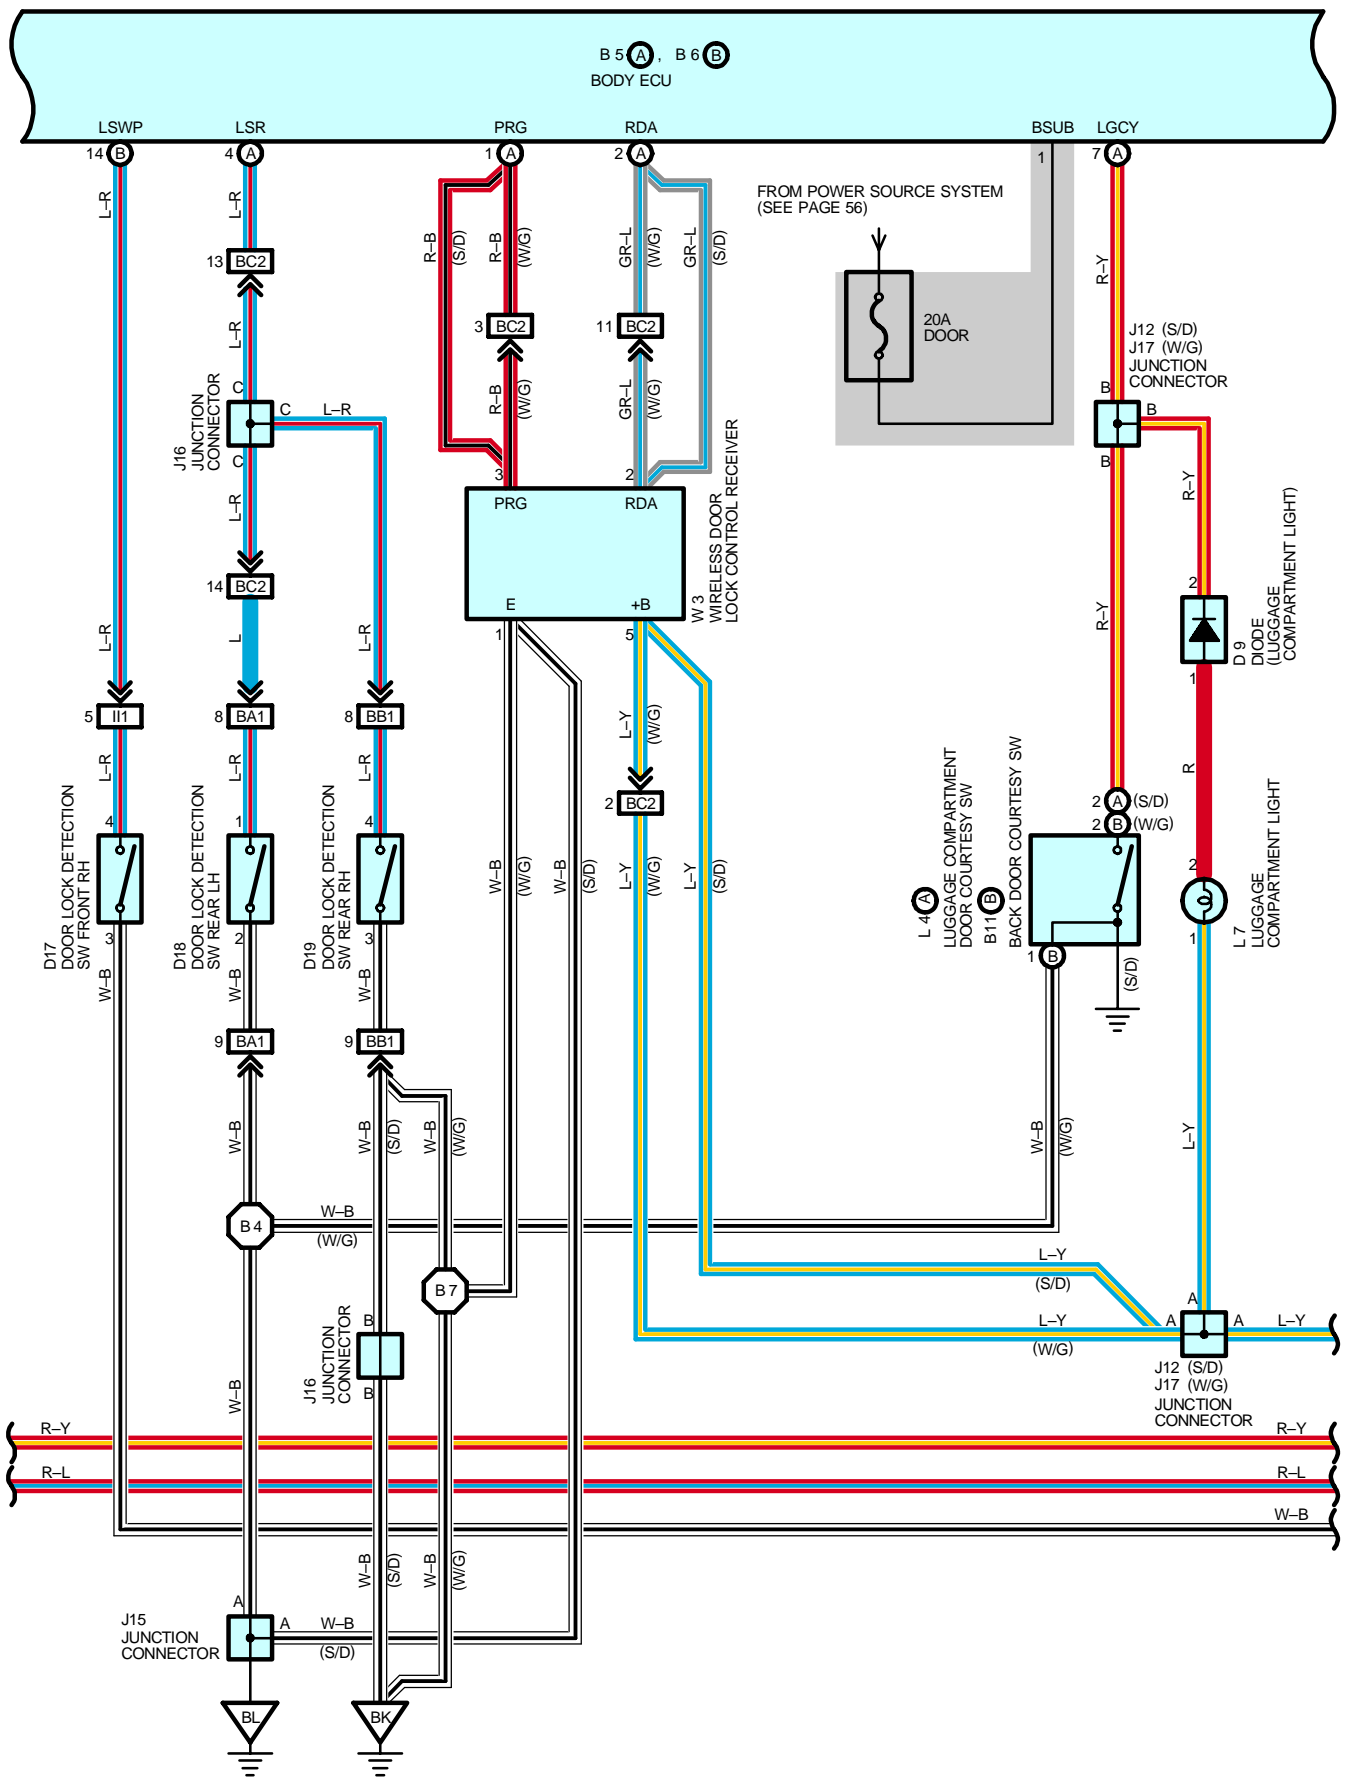 B 5 A , B 6 B
BODY ECU
LSWP
LSR
PRG
RDA
BSUB
LGCY
14 B
4 A
1 A
2 A
1
7 A
FROM POWER SOURCE SYSTEM
(SEE PAGE 56)
L–R
L–R
R–B
(S/D)
R–B
(W/G)
GR–L
(W/G)
GR–L
(S/D)
R–Y
13 BC2
3 BC2
11 BC2
20A
DOOR
J12 (S/D)
J17 (W/G)
JUNCTION
CONNECTOR
L–R
R–B
(W/G)
GR–L
(W/G)
C
C
L–R
C
J16
JUNCTION
CONNECTOR
B
B
B
L–R
3
2
PRG
RDA
E
+B
1
5
W 3
WIRELESS DOOR
LOCK CONTROL RECEIVER
R–Y
14 BC2
L–R
L
L–R
R–Y
2
1
D 9
DIODE
(LUGGAGE
COMPARTMENT LIGHT)
5 II1
8 BA1
8 BB1
L–Y
(W/G)
L–R
L–R
L–R
2 BC2
R
2 A (S/D)
2 B (W/G)
4
1
4
D17
DOOR LOCK DETECTION
SW FRONT RH
D18
DOOR LOCK DETECTION
SW REAR LH
D19
DOOR LOCK DETECTION
SW REAR RH
3
2
3
W–B
(W/G)
W–B
(S/D)
L–Y
(W/G)
L–Y
(S/D)
L 4 A
LUGGAGE COMPARTMENT
DOOR COURTESY SW
B11 B
BACK DOOR COURTESY SW
1 B
(S/D)
2
1
L 7
LUGGAGE
COMPARTMENT LIGHT
W–B
W–B
W–B
9 BA1
9 BB1
W–B
W–B
(S/D)
W–B
(W/G)
W–B
(W/G)
L–Y
B 4
W–B
(W/G)
B 7
L–Y
(S/D)
L–Y
(W/G)
A
A
A
L–Y
J12 (S/D)
J17 (W/G)
JUNCTION
CONNECTOR
B
B
J16
JUNCTION
CONNECTOR
W–B
R–Y
R–Y
R–L
R–L
W–B
W–B
(S/D)
W–B
(W/G)
A
A
W–B
(S/D)
J15
JUNCTION
CONNECTOR
BL
BK